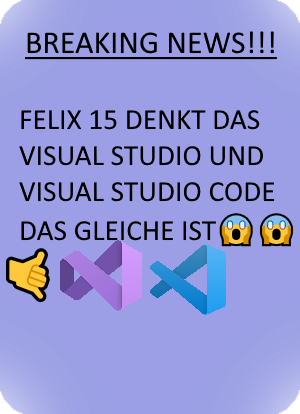 BREAKING NEWS!!!
FELIX 15 DENKT DAS
VISUAL STUDIO UND
VISUAL STUDIO CODE
DAS GLEICHE IST😱😱